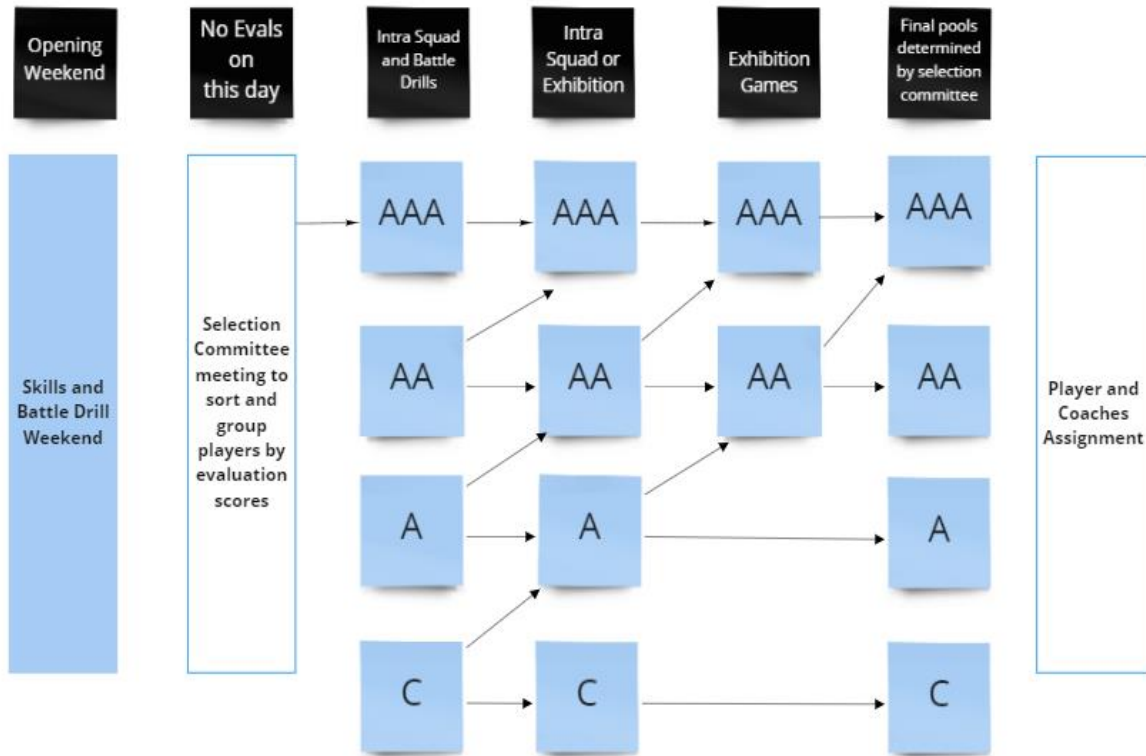 Opening
Weekend
No Evals
on
this day
Intra Squad
and Battle
Drills
Intra
Squad or
Exhibition
Exhibition
Games
Final pools
determined
by selection
committee
Skills and
Battle Drill
Weekend
Selection
Committee
meeting to
sort and
group
players by
evaluation
scores
AAA
AAA
AAA
AAA
AA
AA
AA
AA
A
A
A
C
C
C
Player and
Coaches
Assignment